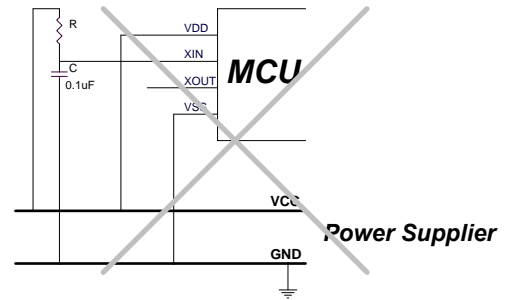 R
VDD
XIN
C
0.1uF
MCU
XOUT
VSS
VCC
Power Supplier
GND